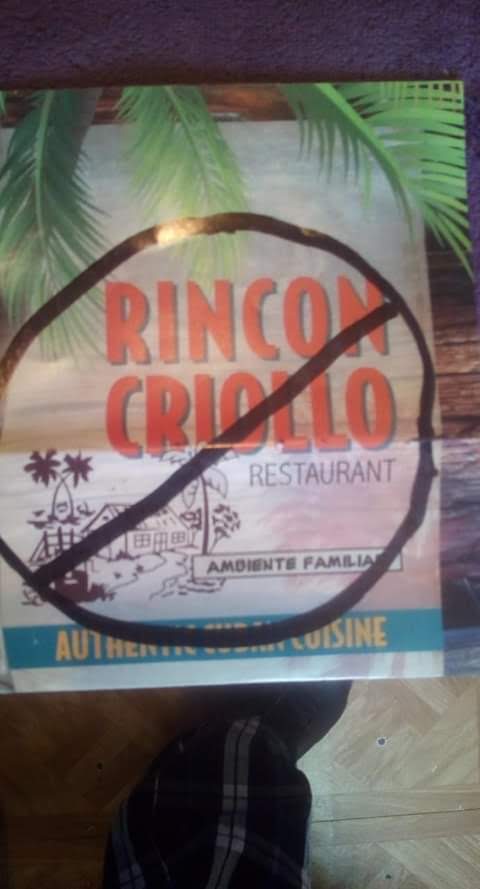 RINCON
CRIOLLO
RESTAURANT
AMBIENTE FAMILIAR
AUTHENTIC CUBAN CUISINE